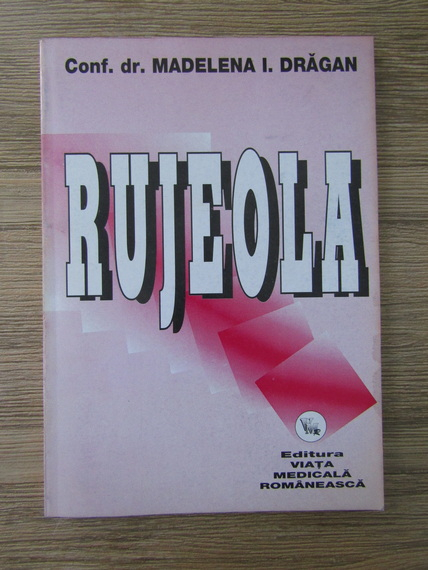 Conf. dr. MADELENA I. DRĂGAN
RUJEOLA
Editura
VIAȚA
MEDICALĂ
ROMÂNEASCĂ